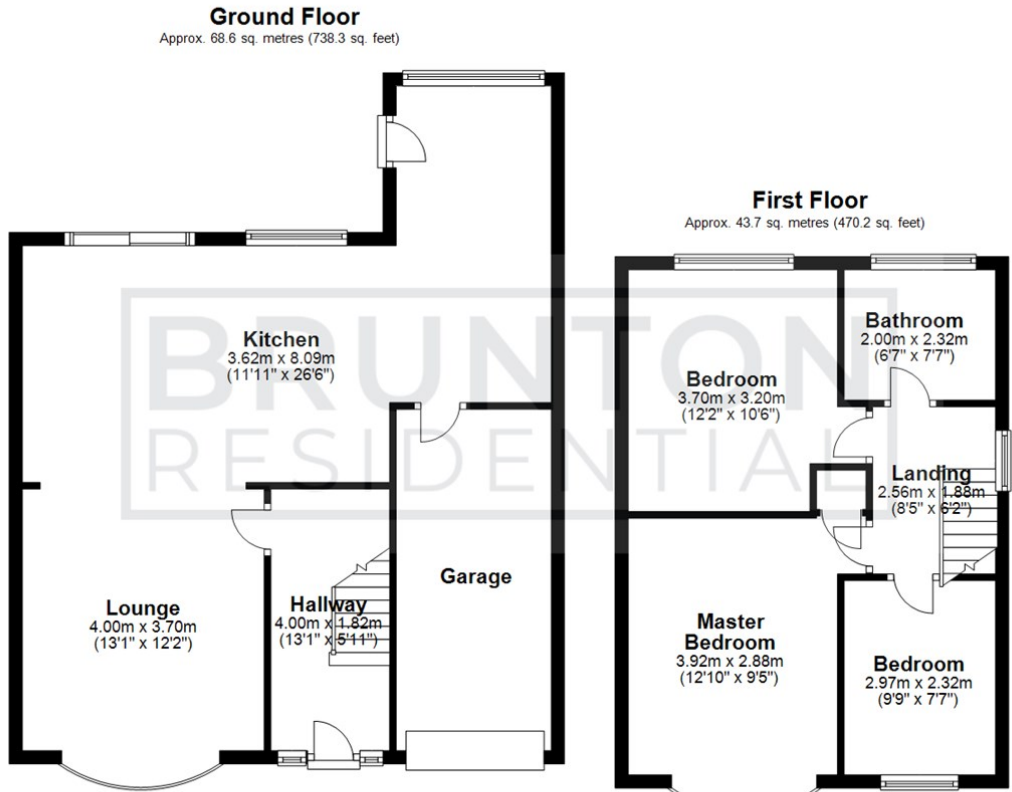 Ground Floor
Approx. 68.6 sq. metres (738.3 sq. feet)
First Floor
Approx. 43.7 sq. metres (470.2 sq. feet)
BRUNTON
RESIDENTIAL
Kitchen
3.62m x 8.09m
(11'11" x 26'6")
Garage
Lounge
4.00m x 3.70m
(13'1" x 12'2")
Hallway
4.00m x 1.82m
(13'1" x 5'11")
Bathroom
2.00m x 2.32m
(6'7" x 7'7")
Bedroom
3.70m x 3.20m
(12'2" x 10'6")
Landing
2.56m x 1.88m
(8'5" x 6'2")
Master
Bedroom
3.92m x 2.88m
(12'10" x 9'5")
Bedroom
2.97m x 2.32m
(9'9" x 7'7")